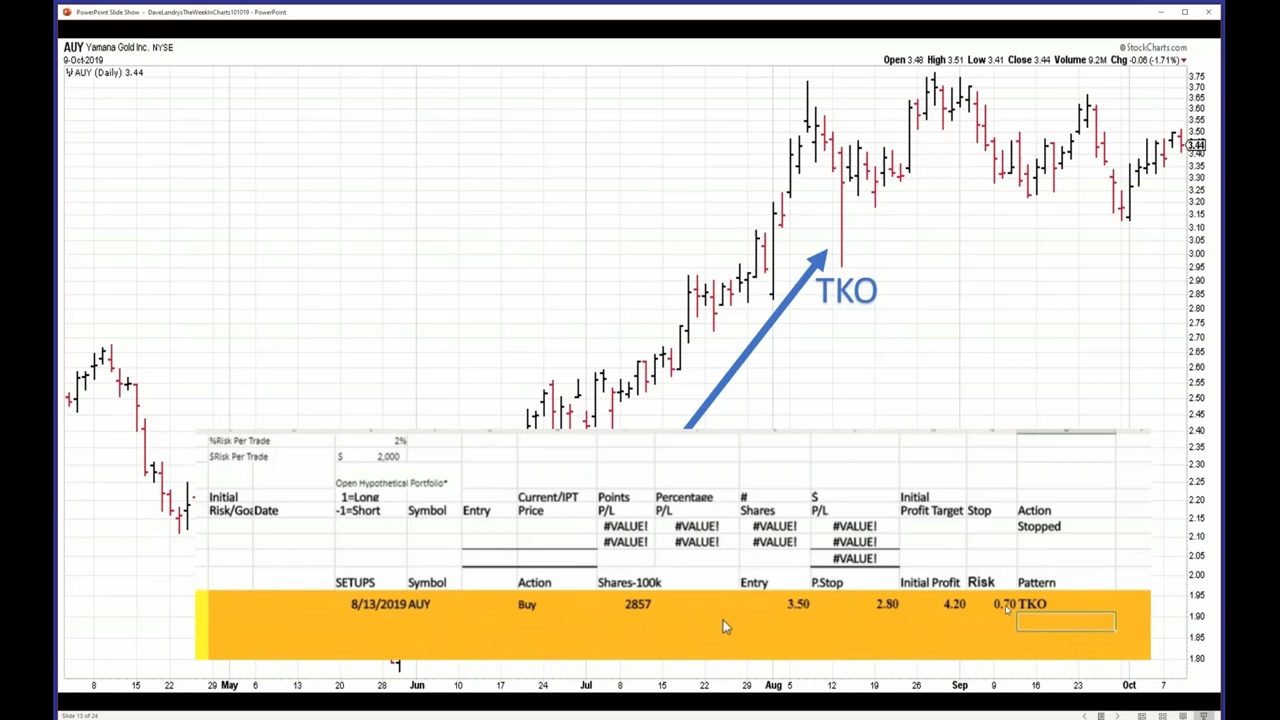 PowerPoint Slide Show - DaveLandrysTheWeekInCharts101019 - PowerPoint
AUY Yamana Gold Inc. NYSE
© StockCharts.com
9-Oct-2019
Open 3.48 High 3.51 Low 3.41 Close 3.44 Volume 9.2M Chg -0.06 (-1.71%)
AUY (Daily) 3.44
3.75
3.70
3.65
3.60
3.55
3.50
3.44
3.40
3.30
3.25
3.20
3.15
3.10
3.05
3.00
2.95
2.90
2.85
2.80
2.75
2.70
2.65
2.60
2.55
2.50
2.45
2.40
2.35
2.30
2.25
2.20
2.15
2.10
2.05
2.00
1.95
1.90
1.85
1.80
TKO
%Risk Per Trade 2%
$Risk Per Trade $ 2,000
Open Hypothetical Portfolio*
Initial 1=Long Current/IPT Points Percentage # $ Initial
Risk/Goa Date -1=Short Symbol Entry Price P/L P/L Shares P/L Profit Target Stop Action
#VALUE! #VALUE! #VALUE! #VALUE! Stopped
#VALUE! #VALUE! #VALUE! #VALUE!
#VALUE!
SETUPS Symbol Action Shares-100k Entry P.Stop Initial Profit Risk Pattern
8/13/2019 AUY Buy 2857 3.50 2.80 4.20 0.70 TKO
8 15 22 29 May 6 13 20 28 Jun 10 17 24 Jul 8 15 22 29 Aug 5 12 19 26 Sep 9 16 23 Oct 7
Slide 13 of 24